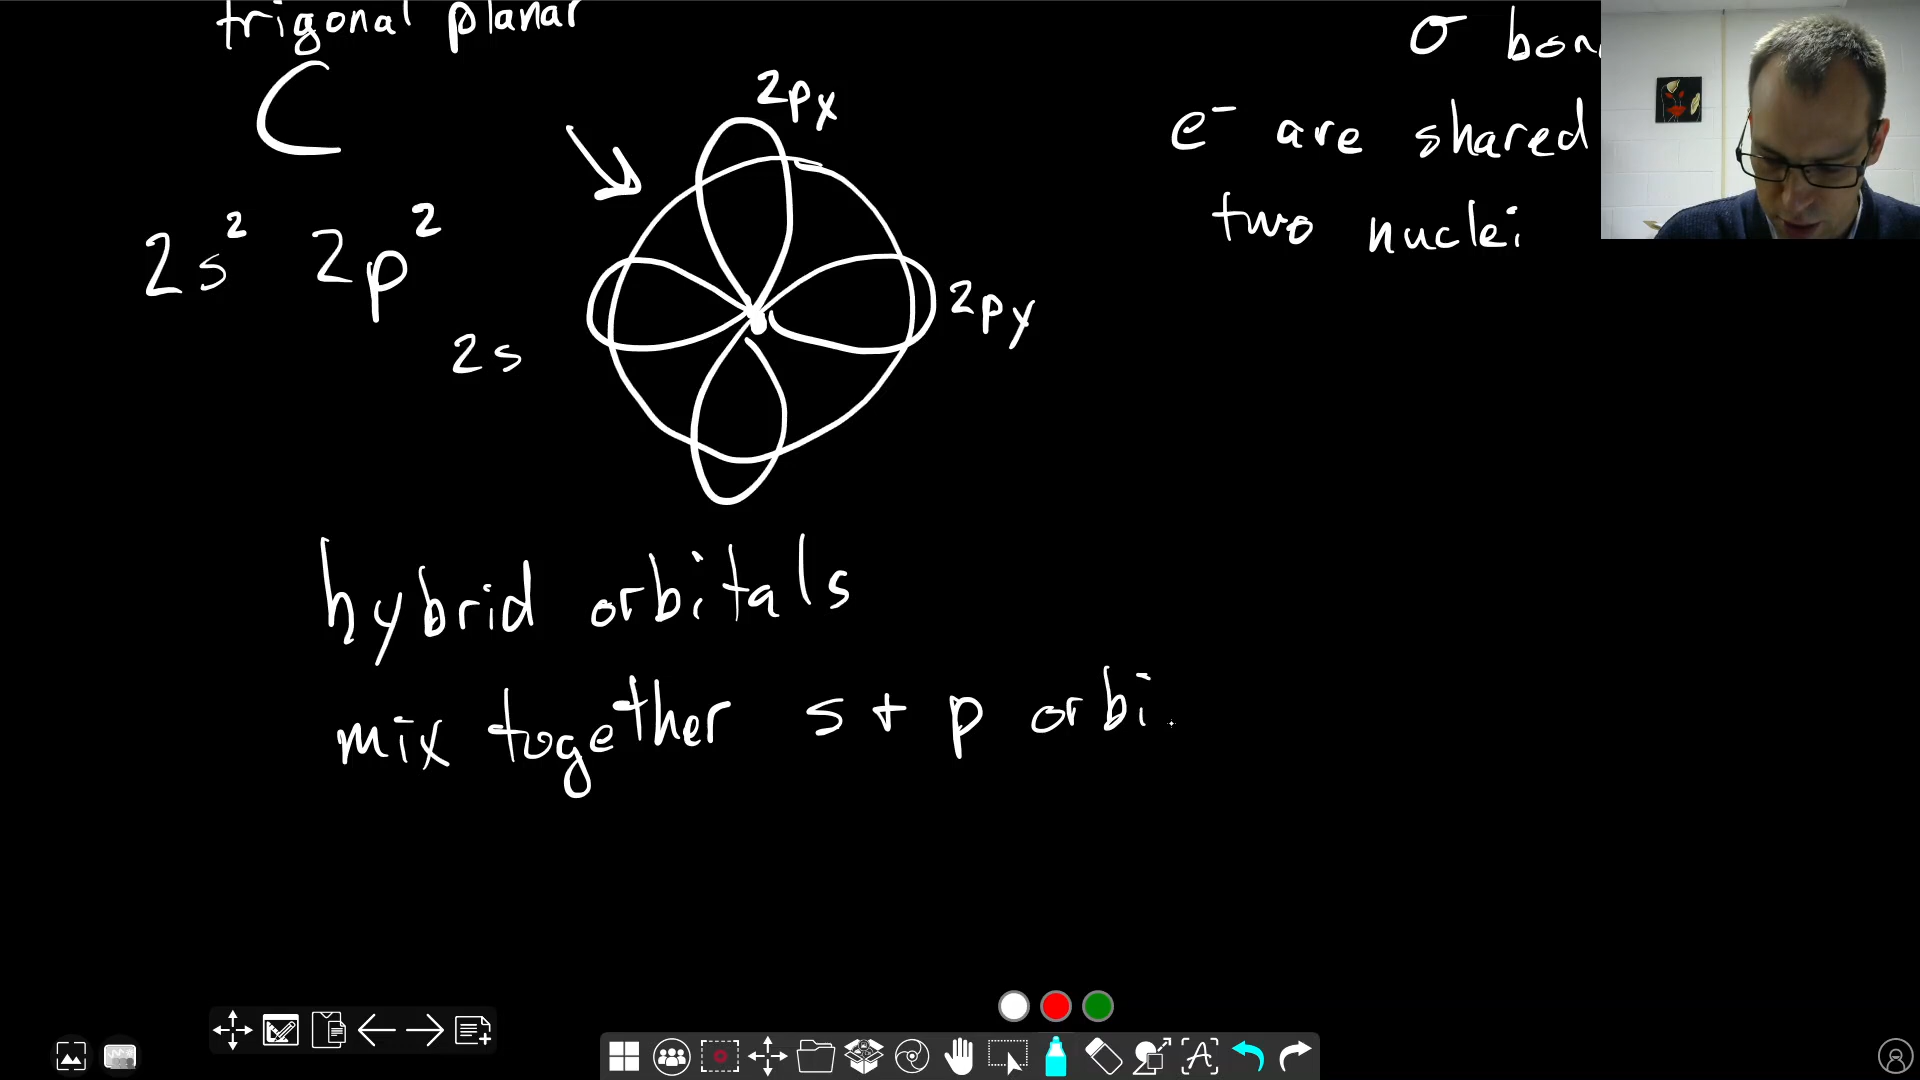 trigonal planar
C
2s² 2p²
2s
2px
2py
σ bon
e⁻ are shared
two nuclei
hybrid orbitals
mix together s + p orbi